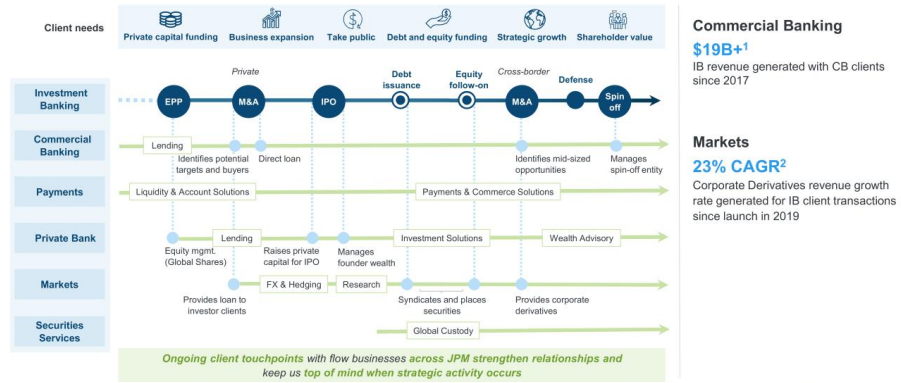 Client needs
Private capital funding
Business expansion
Take public
Debt and equity funding
Strategic growth
Shareholder value
Investment
Banking
Private
Cross-border
EPP
M&A
IPO
Debt
issuance
Equity
follow-on
M&A
Defense
Spin
off
Commercial
Banking
Lending
Identifies potential
targets and buyers
Direct loan
Identifies mid-sized
opportunities
Manages
spin-off entity
Payments
Liquidity & Account Solutions
Payments & Commerce Solutions
Private Bank
Equity mgmt.
(Global Shares)
Lending
Raises private
capital for IPO
Manages
founder wealth
Investment Solutions
Wealth Advisory
Markets
Provides loan to
investor clients
FX & Hedging
Research
Syndicates and places
securities
Provides corporate
derivatives
Securities
Services
Global Custody
Ongoing client touchpoints with flow businesses across JPM strengthen relationships and
keep us top of mind when strategic activity occurs
Commercial Banking
$19B+¹
IB revenue generated with CB clients
since 2017
Markets
23% CAGR²
Corporate Derivatives revenue growth
rate generated for IB client transactions
since launch in 2019